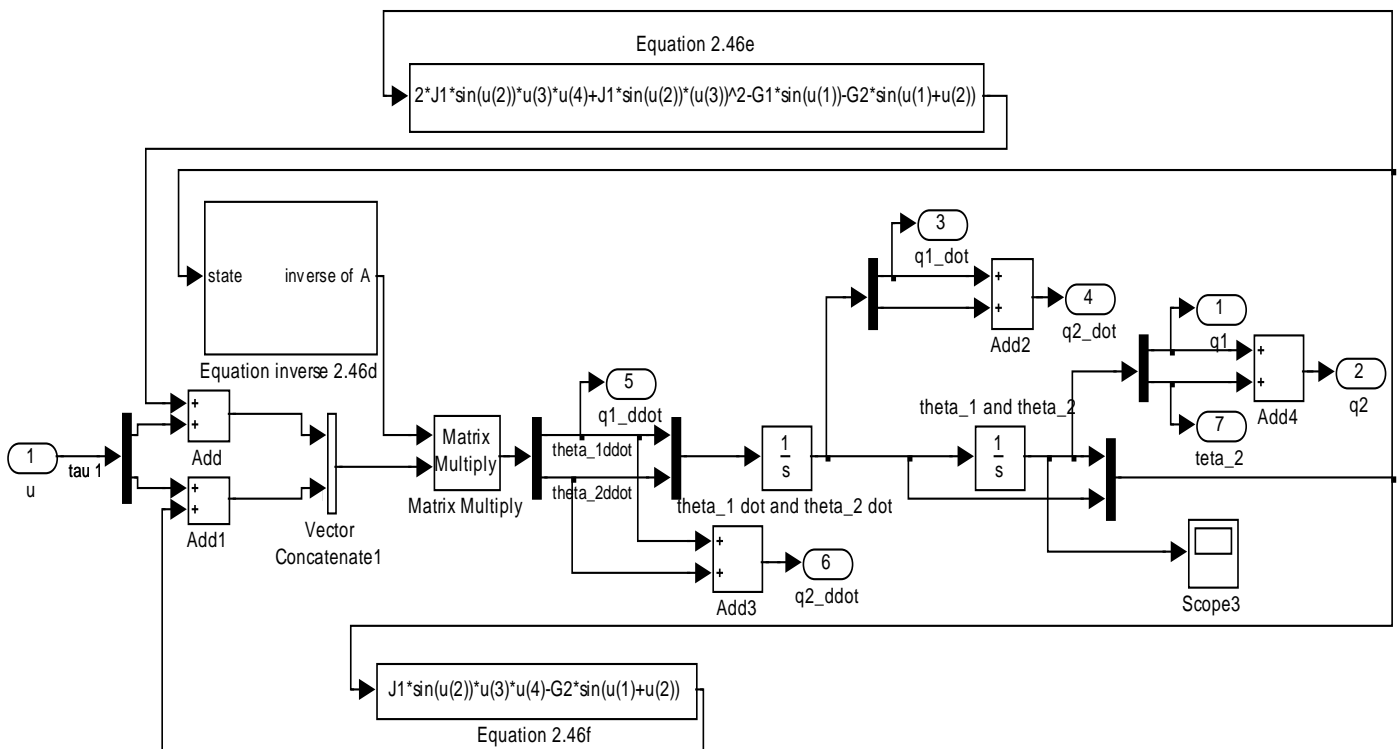 Equation 2.46e
2*J1*sin(u(2))*u(3)*u(4)+J1*sin(u(2))*(u(3))^2-G1*sin(u(1))-G2*sin(u(1)+u(2))
state
inverse of A
Equation inverse 2.46d
3
q1_dot
+
+
Add2
4
q2_dot
1
q1
+
+
Add4
2
q2
7
teta_2
1
u
tau 1
+
+
Add
+
+
Add1
Vector
Concatenate1
Matrix
Multiply
Matrix Multiply
5
q1_ddot
theta_1ddot
theta_2ddot
1
s
theta_1 dot and theta_2 dot
theta_1 and theta_2
1
s
+
+
Add3
6
q2_ddot
Scope3
J1*sin(u(2))*u(3)*u(4)-G2*sin(u(1)+u(2))
Equation 2.46f